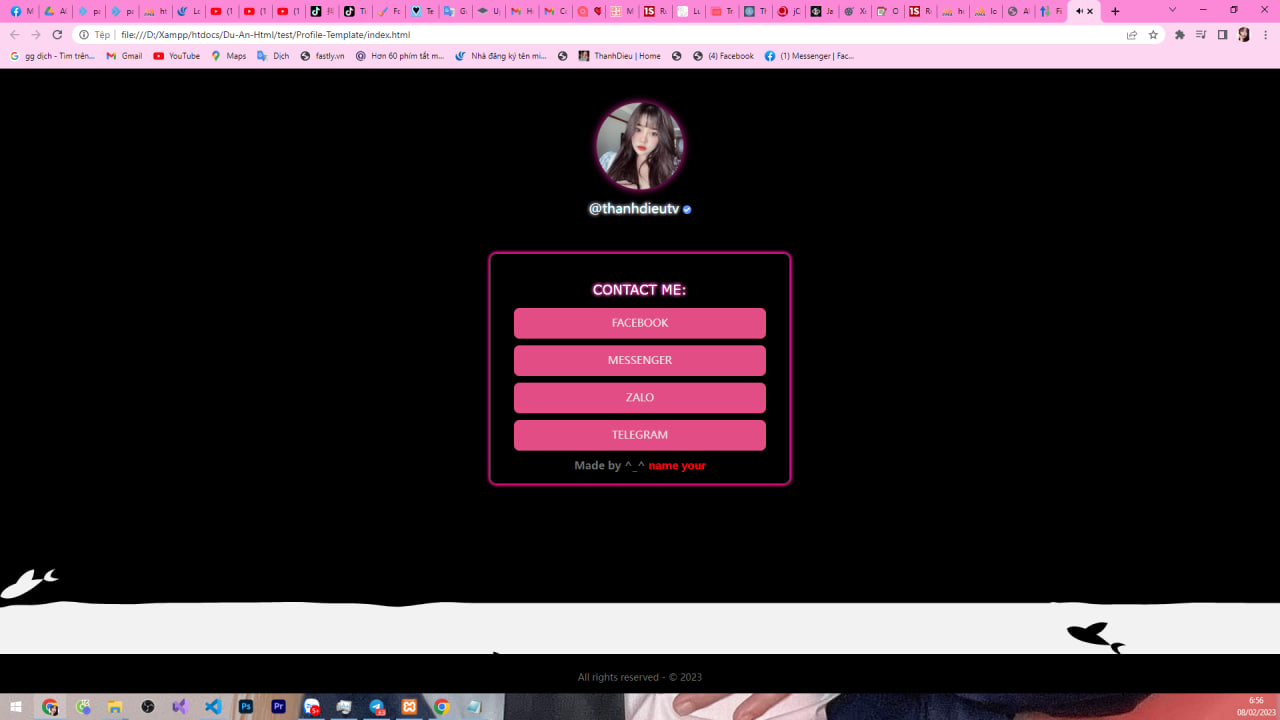 Tệp
file:///D:/Xampp/htdocs/Du-An-Html/test/Profile-Template/index.html
gg dịch - Tìm trên...
Gmail
YouTube
Maps
Dịch
fastly.vn
Hơn 60 phím tắt m...
Nhà đăng ký tên mi...
ThanhDieu | Home
(4) Facebook
(1) Messenger | Fac...
@thanhdieutv
CONTACT ME:
FACEBOOK
MESSENGER
ZALO
TELEGRAM
Made by ^_^ name your
All rights reserved - © 2023
6:56
08/02/2023